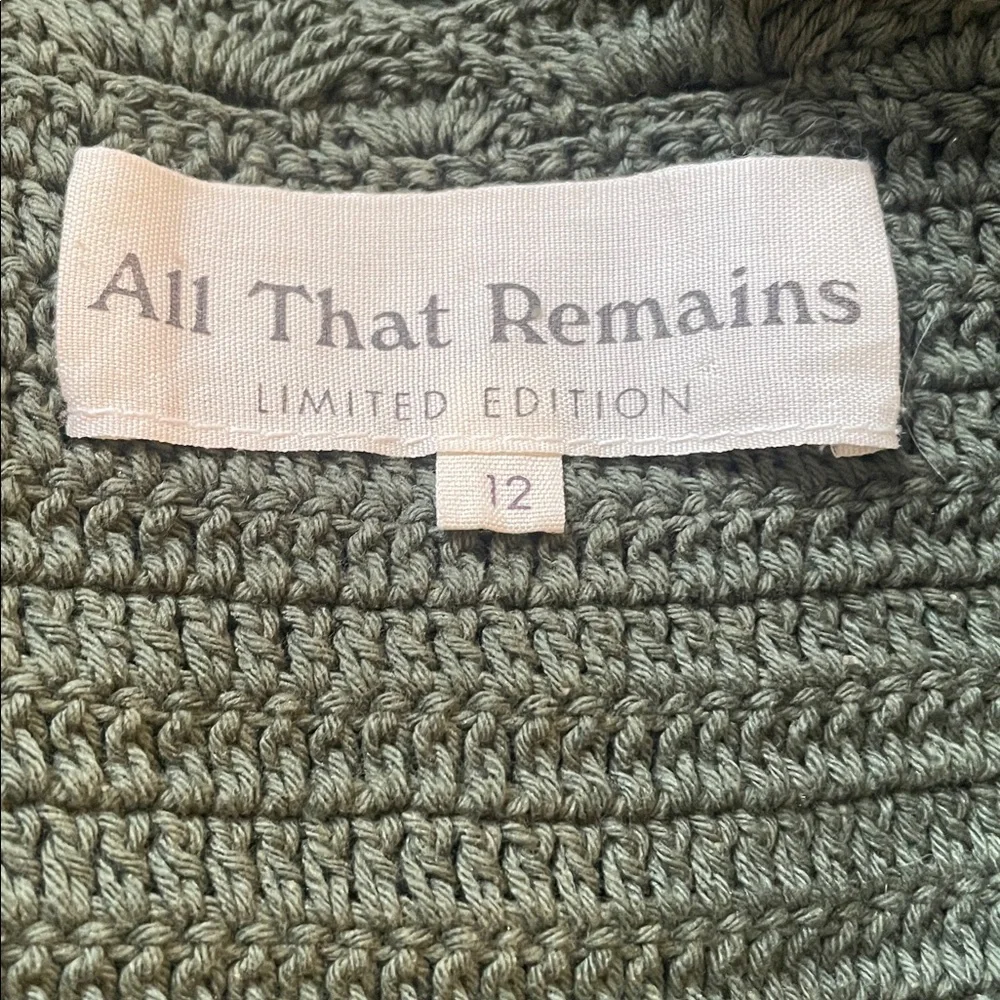 All That Remains
LIMITED EDITION
12